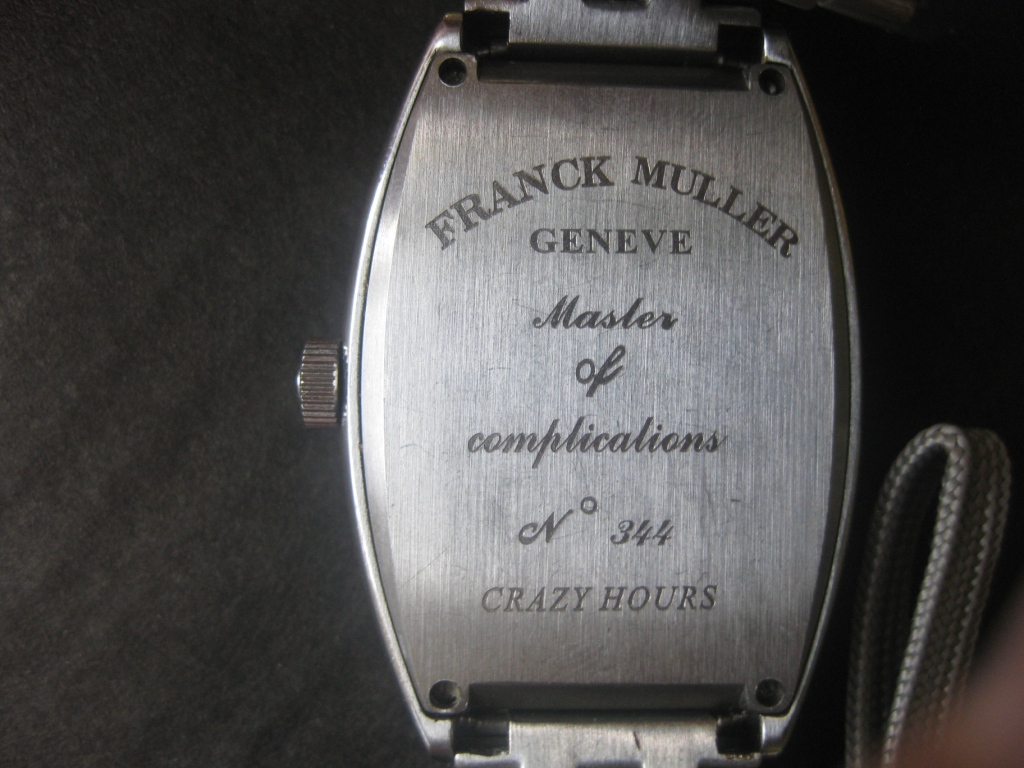 FRANCK MULLER
GENEVE
Master
of
complications
N° 344
CRAZY HOURS